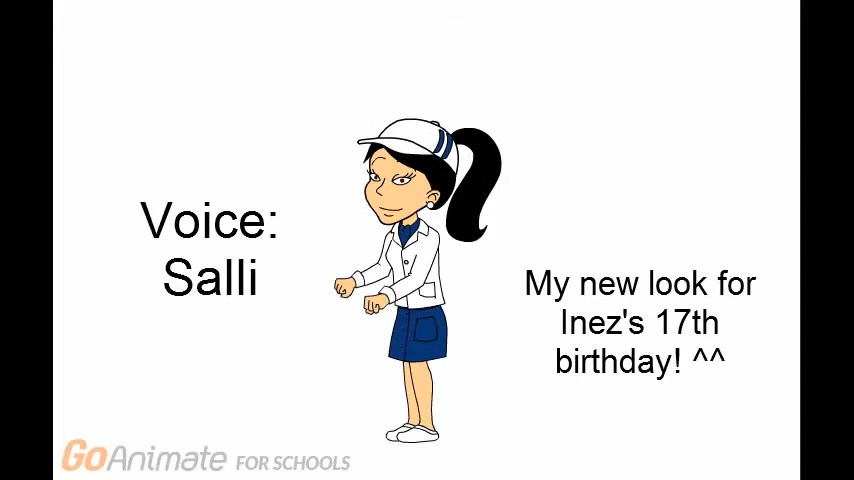 Voice:
Salli
My new look for
Inez's 17th
birthday! ^^
GoAnimate FOR SCHOOLS